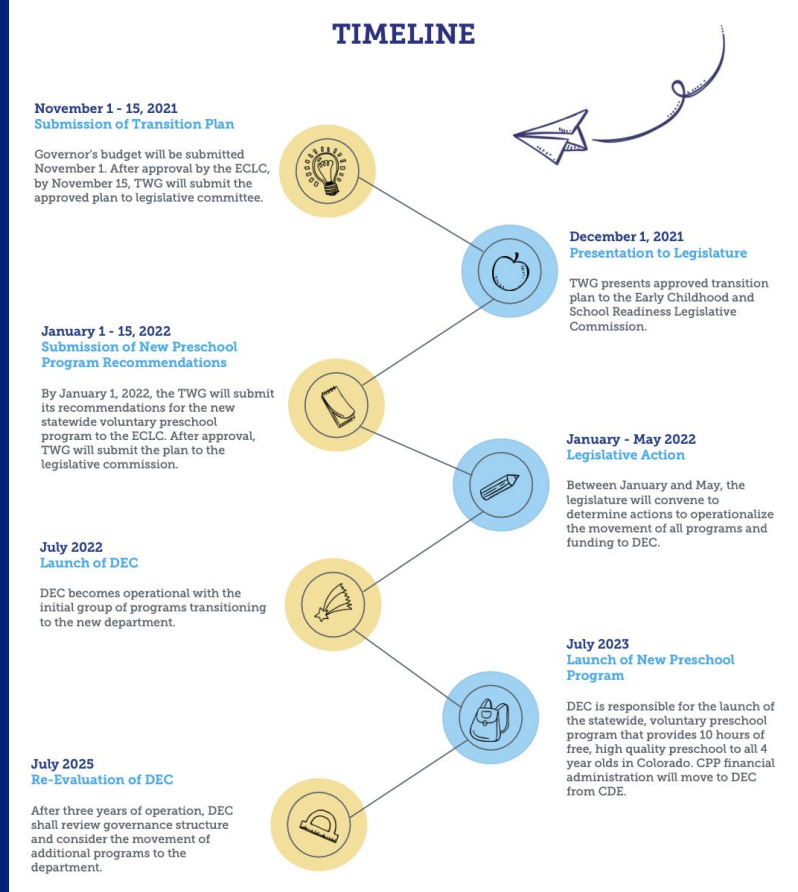 TIMELINE
November 1 - 15, 2021
Submission of Transition Plan
Governor's budget will be submitted
November 1. After approval by the ECLC,
by November 15, TWG will submit the
approved plan to legislative committee.
December 1, 2021
Presentation to Legislature
TWG presents approved transition
plan to the Early Childhood and
School Readiness Legislative
Commission.
January 1 - 15, 2022
Submission of New Preschool
Program Recommendations
By January 1, 2022, the TWG will submit
its recommendations for the new
statewide voluntary preschool
program to the ECLC. After approval,
TWG will submit the plan to the
legislative commission.
January - May 2022
Legislative Action
Between January and May, the
legislature will convene to
determine actions to operationalize
the movement of all programs and
funding to DEC.
July 2022
Launch of DEC
DEC becomes operational with the
initial group of programs transitioning
to the new department.
July 2023
Launch of New Preschool
Program
DEC is responsible for the launch of
the statewide, voluntary preschool
program that provides 10 hours of
free, high quality preschool to all 4
year olds in Colorado. CPP financial
administration will move to DEC
from CDE.
July 2025
Re-Evaluation of DEC
After three years of operation, DEC
shall review governance structure
and consider the movement of
additional programs to the
department.